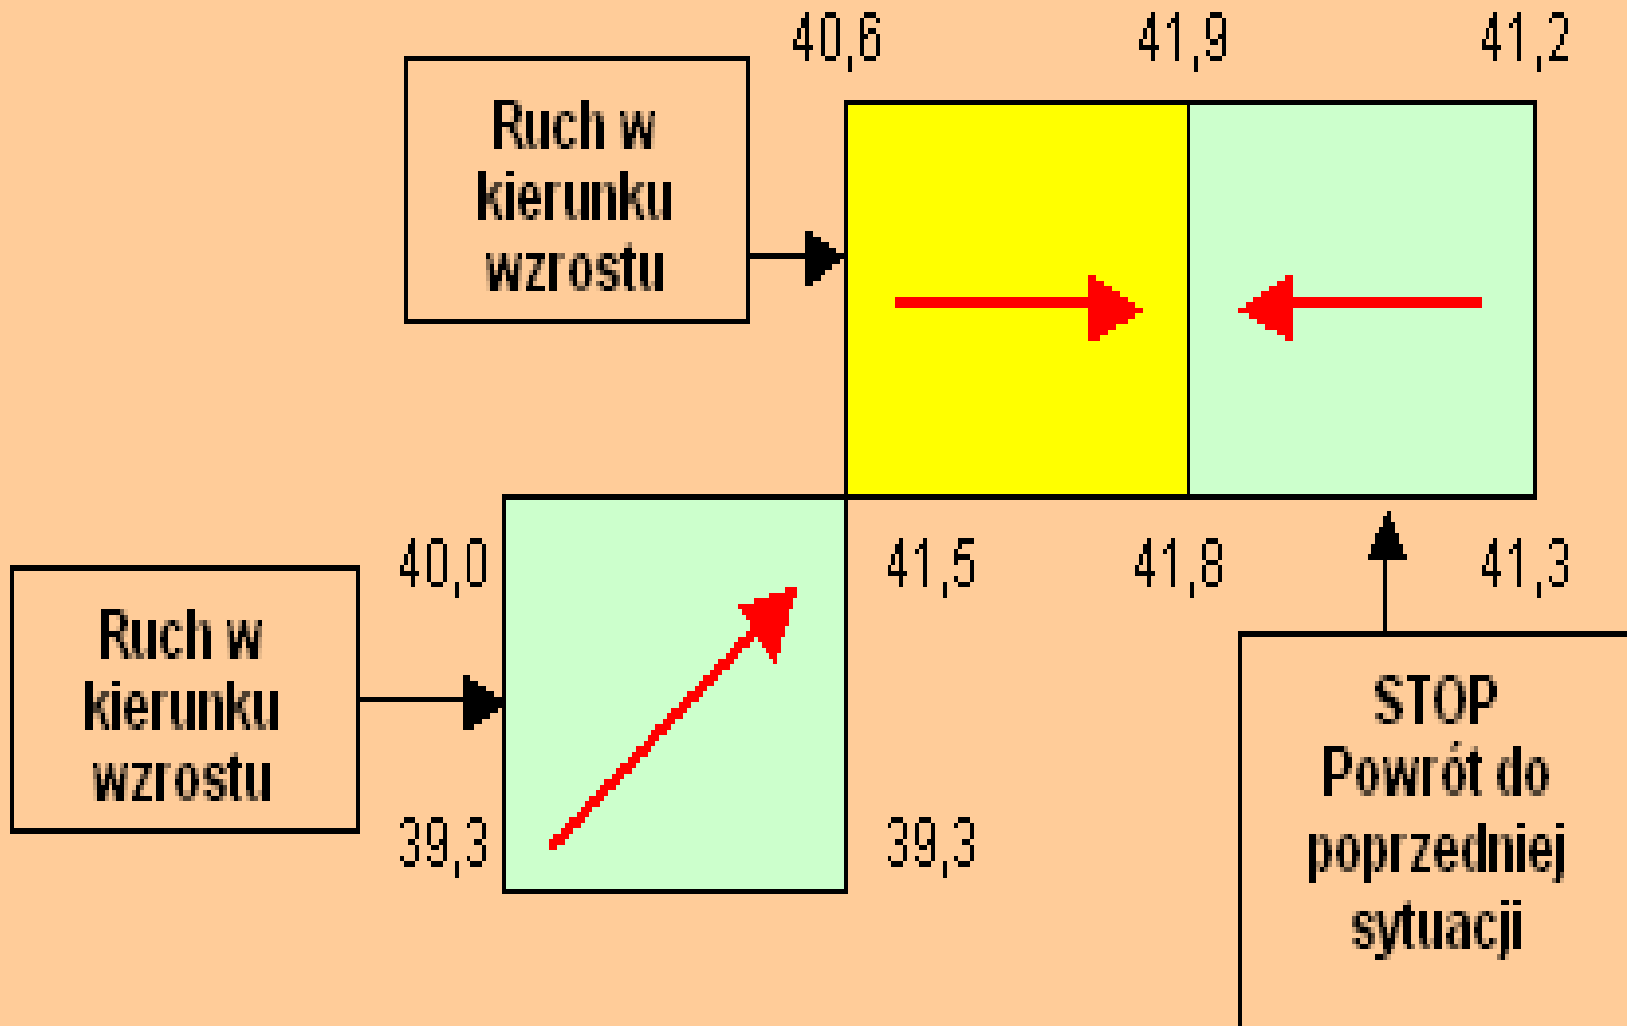 40,6 41,9 41,2
Ruch w
kierunku
wzrostu
40,0 41,5 41,8 41,3
Ruch w
kierunku
wzrostu
39,3 39,3
STOP
Powrót do
poprzedniej
sytuacji